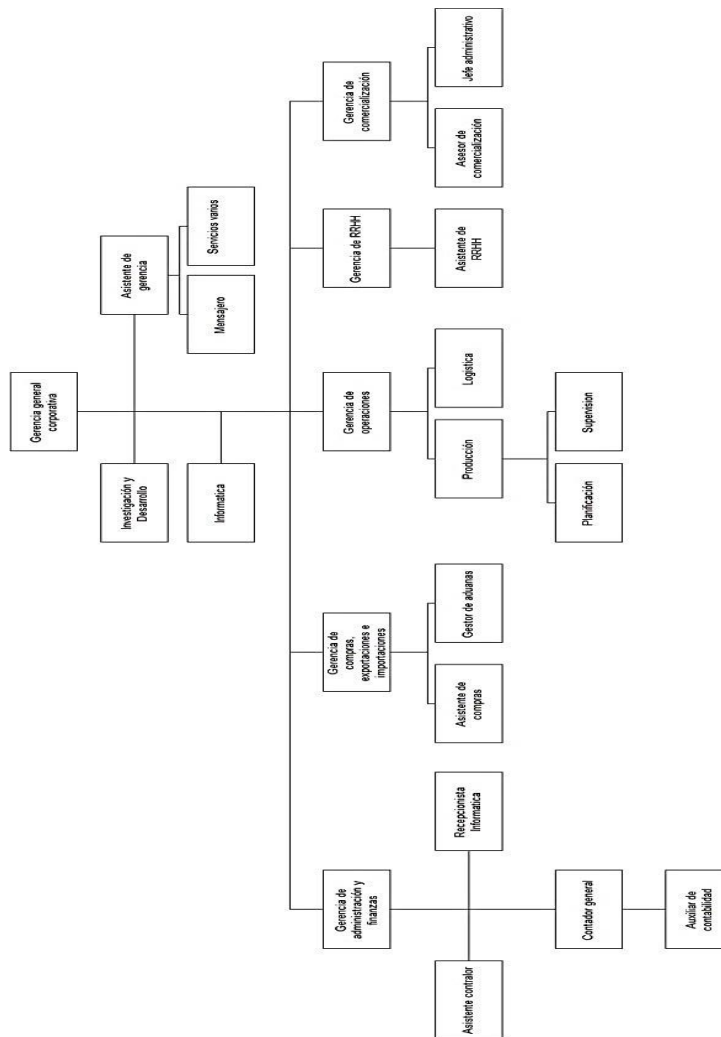 Gerencia general
corporativa
Investigación y
Desarrollo
Asistente de
gerencia
Mensajero
Servicios varios
Informatica
Gerencia de
administración y
finanzas
Gerencia de
compras,
exportaciones e
importaciones
Gerencia de
operaciones
Gerencia de RRHH
Gerencia de
comercialización
Asistente contralor
Recepcionista
Informatica
Asistente de
compras
Gestor de aduanas
Producción
Logistica
Asistente de
RRHH
Asesor de
comercialización
Jefe administrativo
Contador general
Planificación
Supervision
Auxiliar de
contabilidad